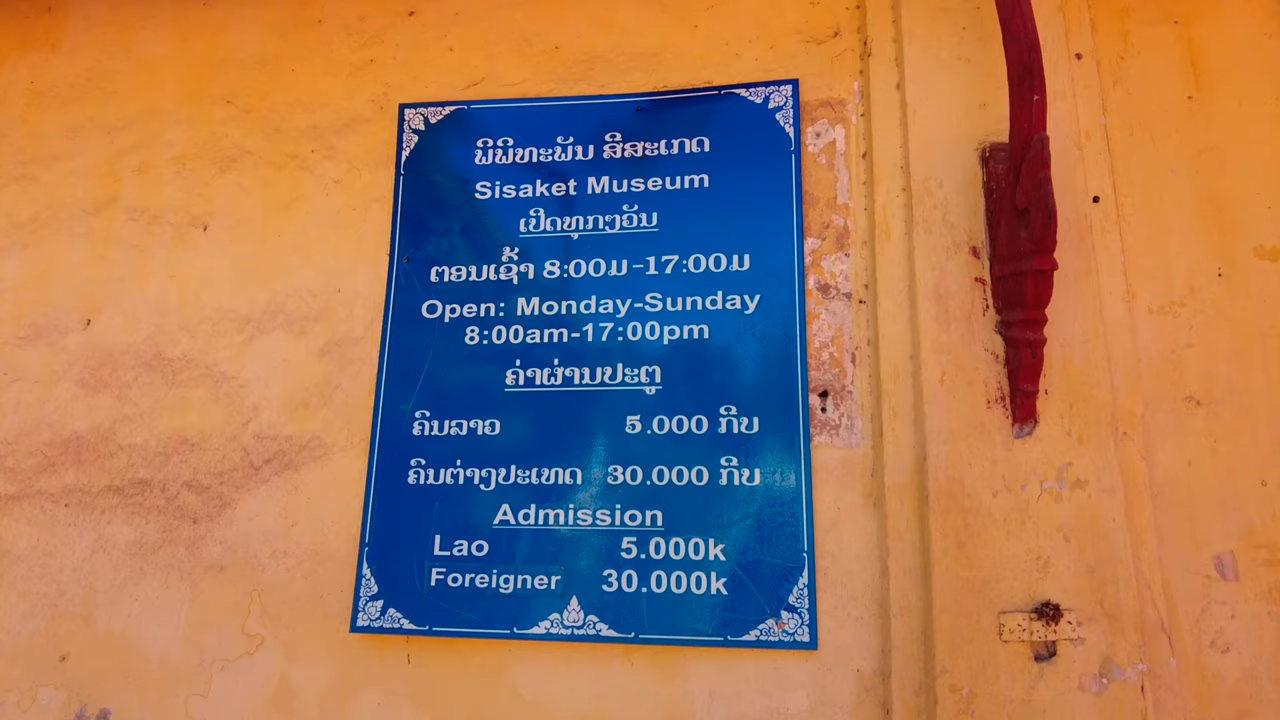 ພິພິທະພັນ ສີສະເກດ
Sisaket Museum
ເປີດທຸກໆວັນ
ຕອນເຊົ້າ 8:00ມ-17:00ມ
Open: Monday-Sunday
8:00am-17:00pm
ຄ່າຜ່ານປະຕູ
ຄົນລາວ 5.000 ກີບ
ຄົນຕ່າງປະເທດ 30.000 ກີບ
Admission
Lao 5.000k
Foreigner 30.000k